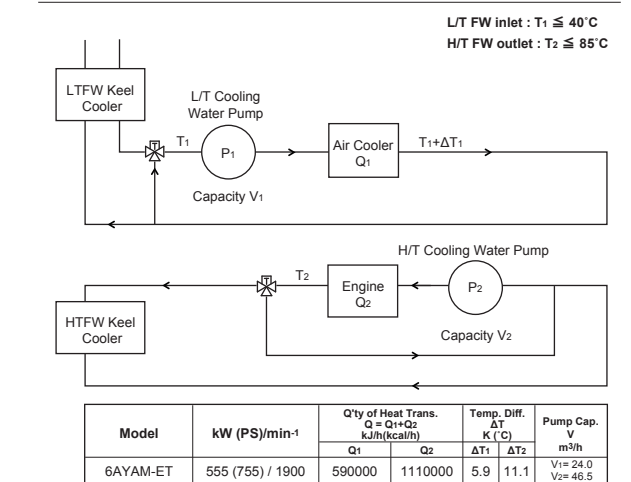 L/T FW inlet : T1 ≦ 40˚C
H/T FW outlet : T2 ≦ 85˚C
LTFW Keel
Cooler
L/T Cooling
Water Pump
T
T1
P1
Air Cooler
Q1
T1+ΔT1
Capacity V1
H/T Cooling Water Pump
T
T2
Engine
Q2
P2
HTFW Keel
Cooler
Capacity V2
Model
kW (PS)/min-1
Q'ty of Heat Trans.
Q = Q1+Q2
kJ/h(kcal/h)
Temp. Diff.
ΔT
K (˚C)
Pump Cap.
V
m3/h
Q1 Q2 ΔT1 ΔT2
6AYAM-ET 555 (755) / 1900 590000 1110000 5.9 11.1 V1= 24.0
V2= 46.5